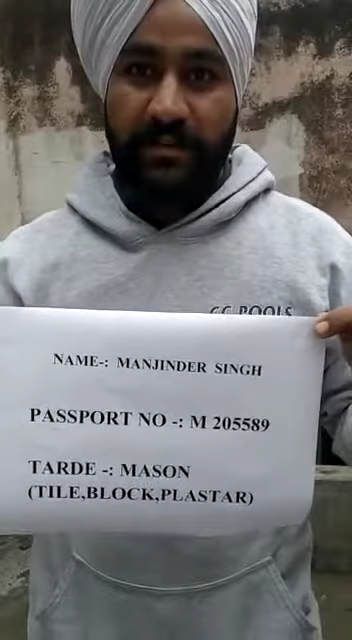 CC POOLS
NAME-: MANJINDER SINGH
PASSPORT NO -: M 205589
TARDE -: MASON
(TILE,BLOCK,PLASTAR)